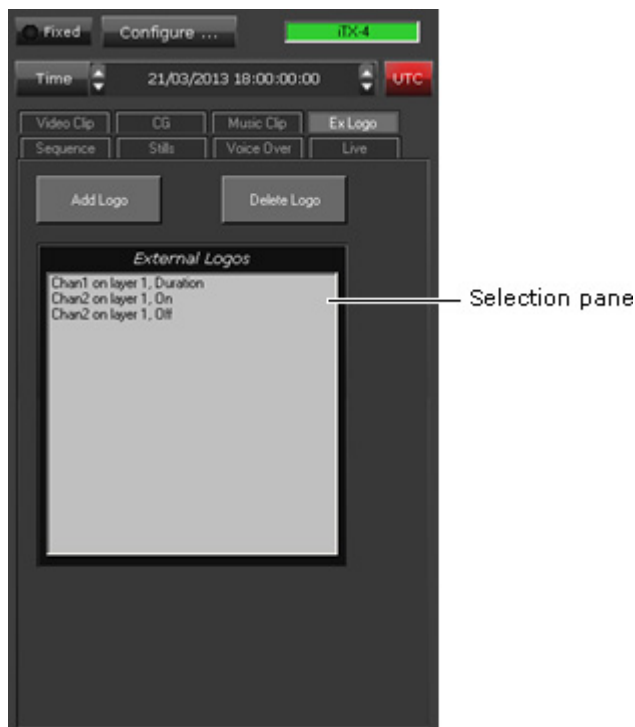 Fixed Configure ... iTX-4
Time 21/03/2013 18:00:00:00 UTC
Video Clip CG Music Clip Ex Logo
Sequence Stills Voice Over Live
Add Logo Delete Logo
External Logos
Chan1 on layer 1, Duration
Chan2 on layer 1, On
Chan2 on layer 1, Off
Selection pane